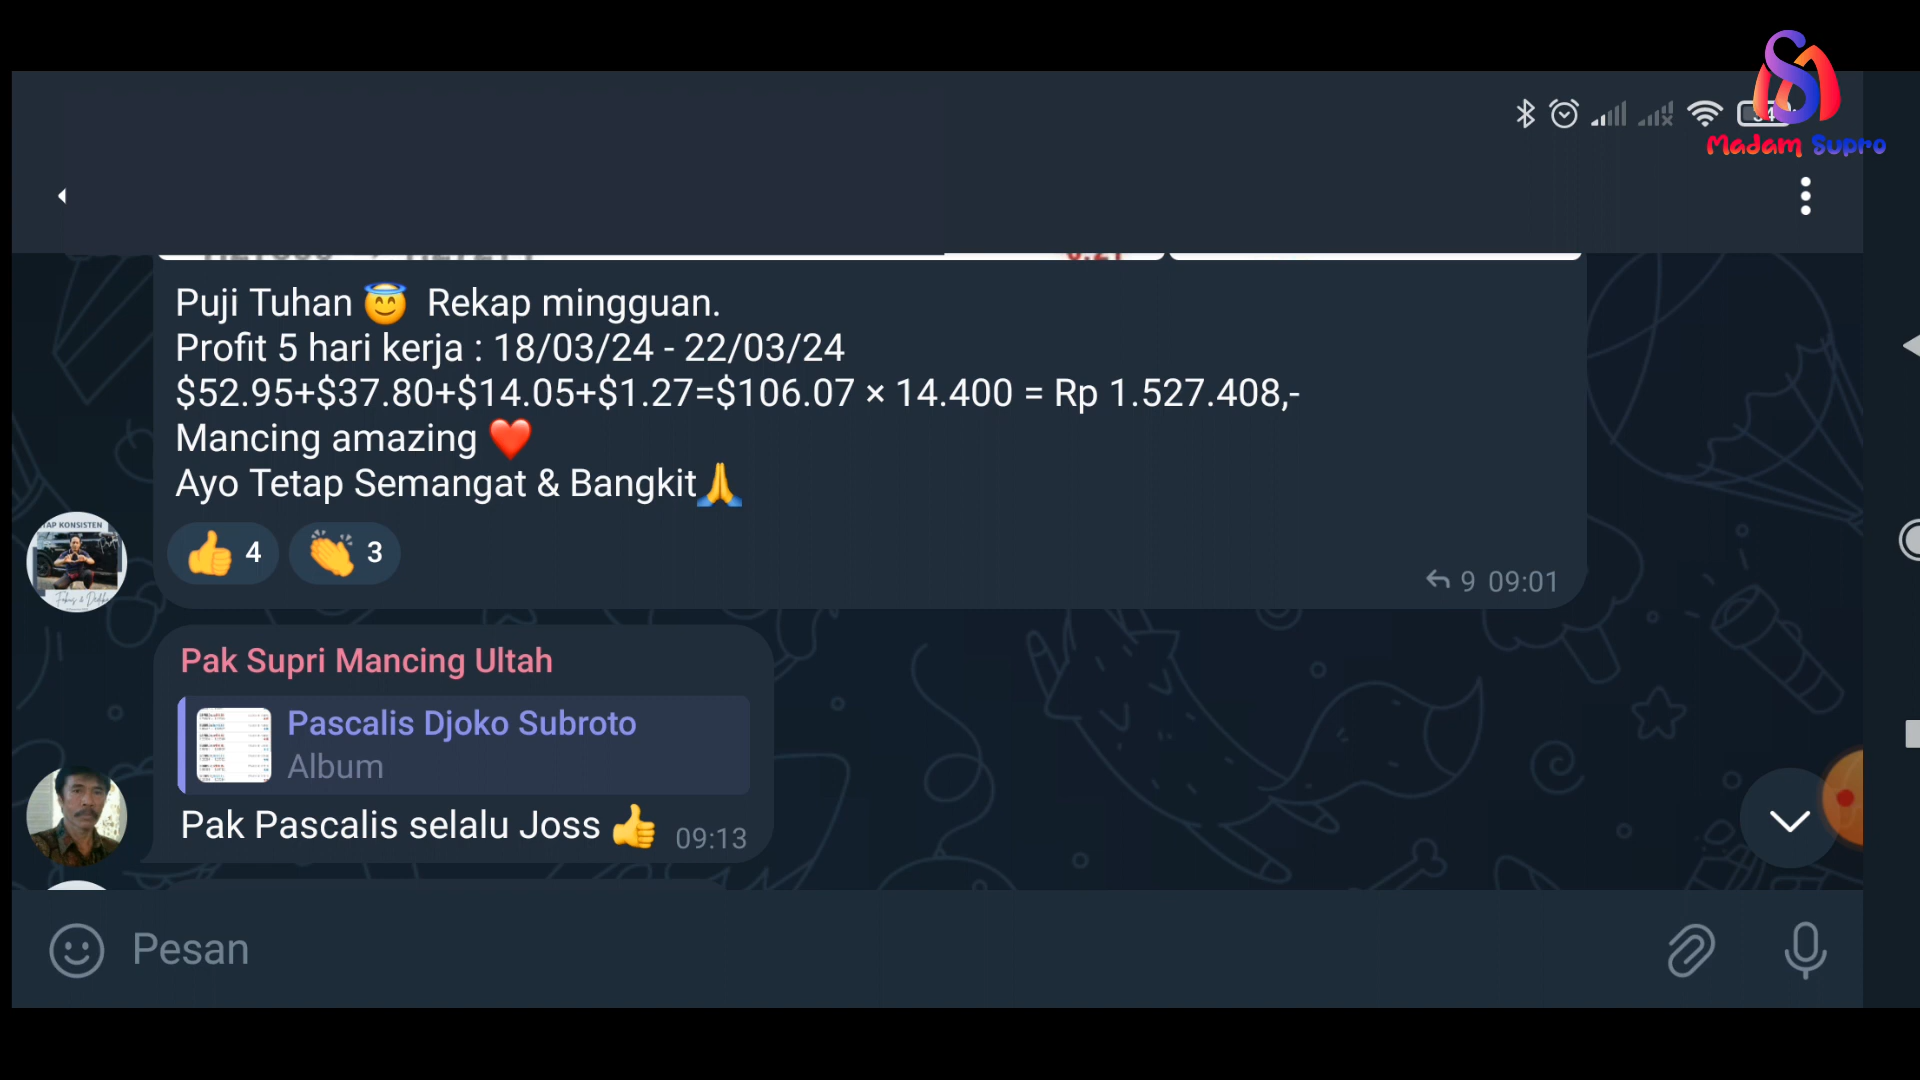 Madam Supro
Puji Tuhan 😇 Rekap mingguan.
Profit 5 hari kerja : 18/03/24 - 22/03/24
$52.95+$37.80+$14.05+$1.27=$106.07 × 14.400 = Rp 1.527.408,-
Mancing amazing ❤️
Ayo Tetap Semangat & Bangkit🙏
👍 4 👏 3
9 09:01
Pak Supri Mancing Ultah
Pascalis Djoko Subroto
Album
Pak Pascalis selalu Joss 👍 09:13
Pesan